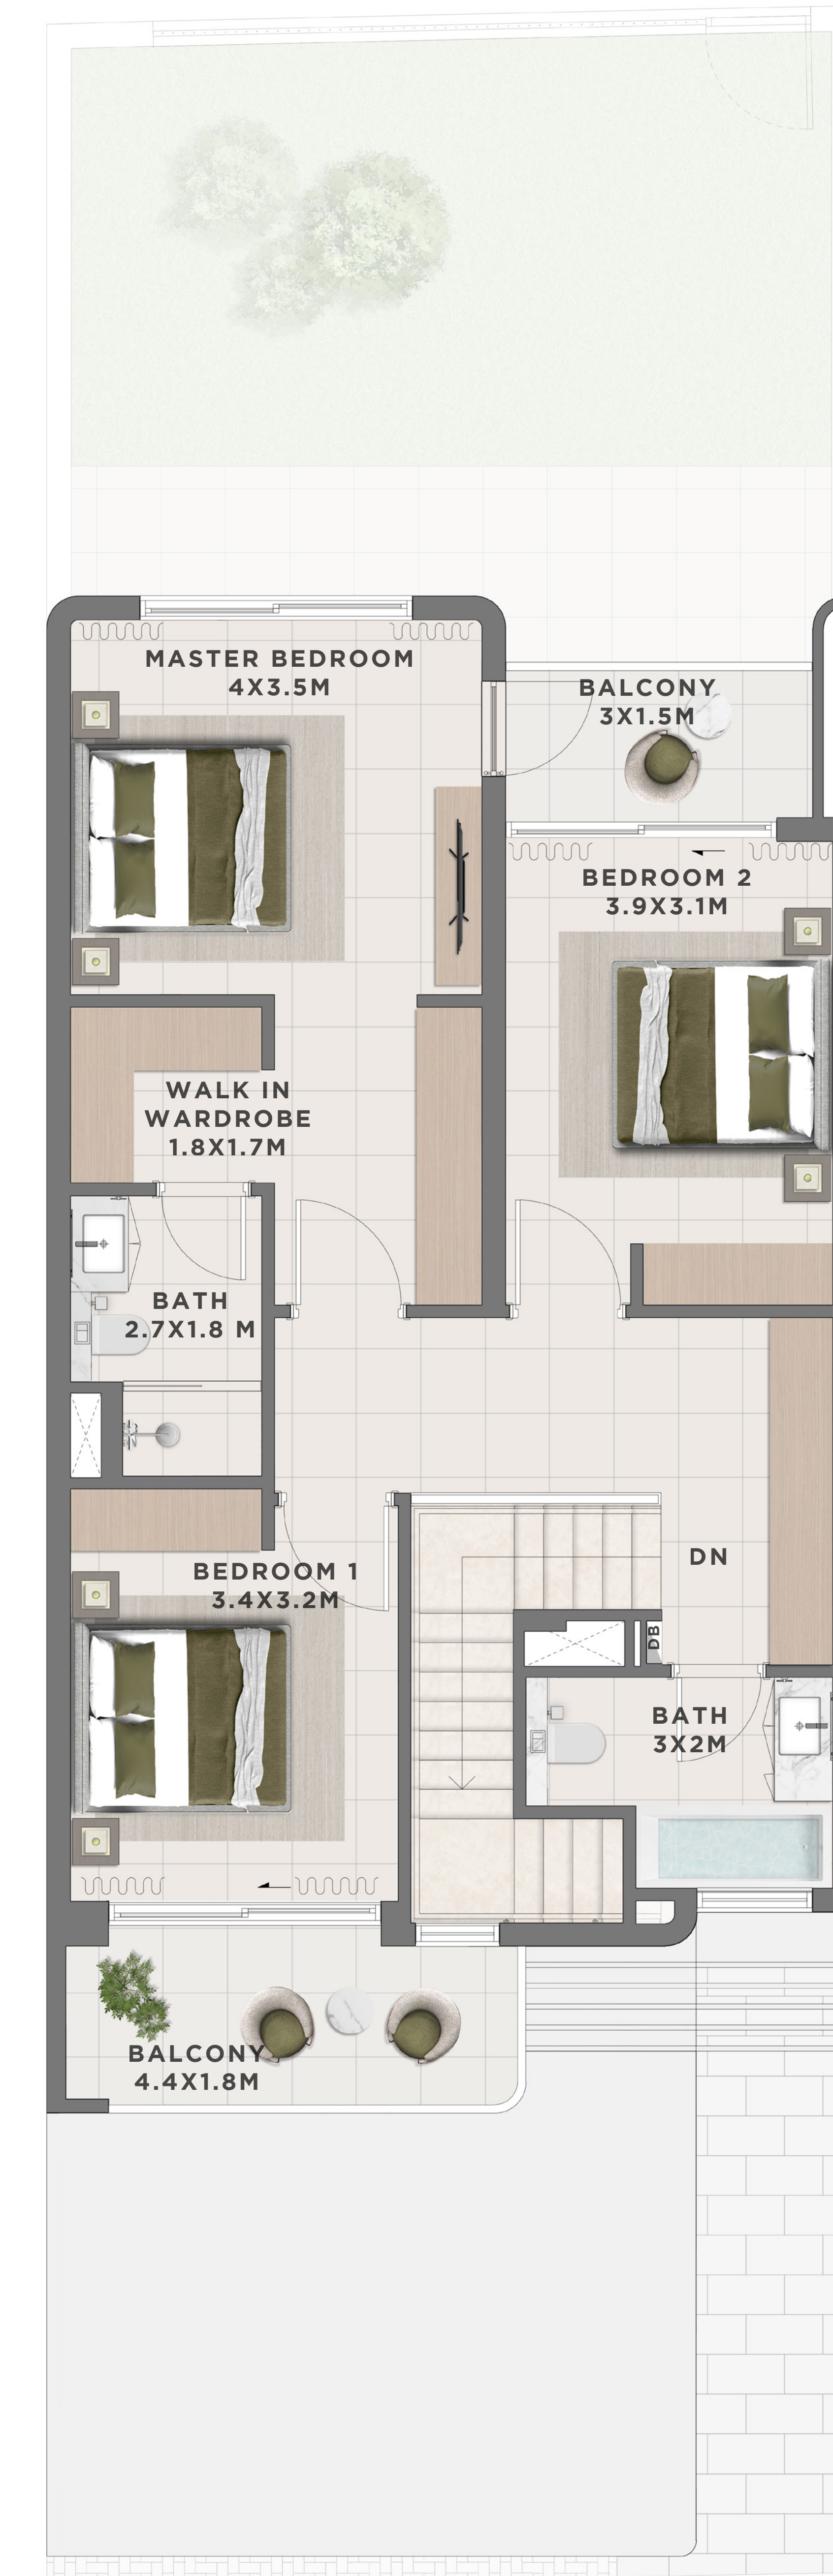 MASTER BEDROOM
4X3.5M
BALCONY
3X1.5M
BEDROOM 2
3.9X3.1M
WALK IN
WARDROBE
1.8X1.7M
BATH
2.7X1.8 M
DN
BEDROOM 1
3.4X3.2M
DB
BATH
3X2M
BALCONY
4.4X1.8M